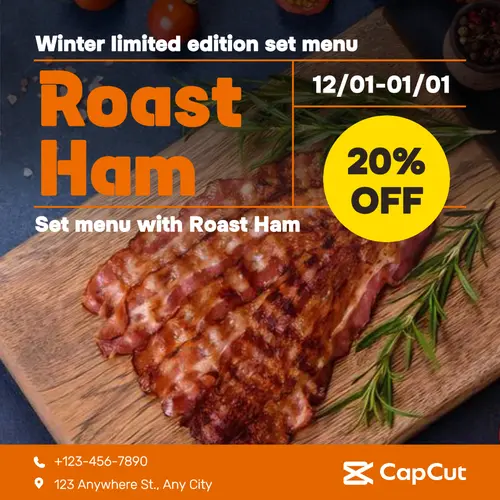 Winter limited edition set menu
Roast
Ham
12/01-01/01
20%
OFF
Set menu with Roast Ham
+123-456-7890
123 Anywhere St., Any City
CapCut